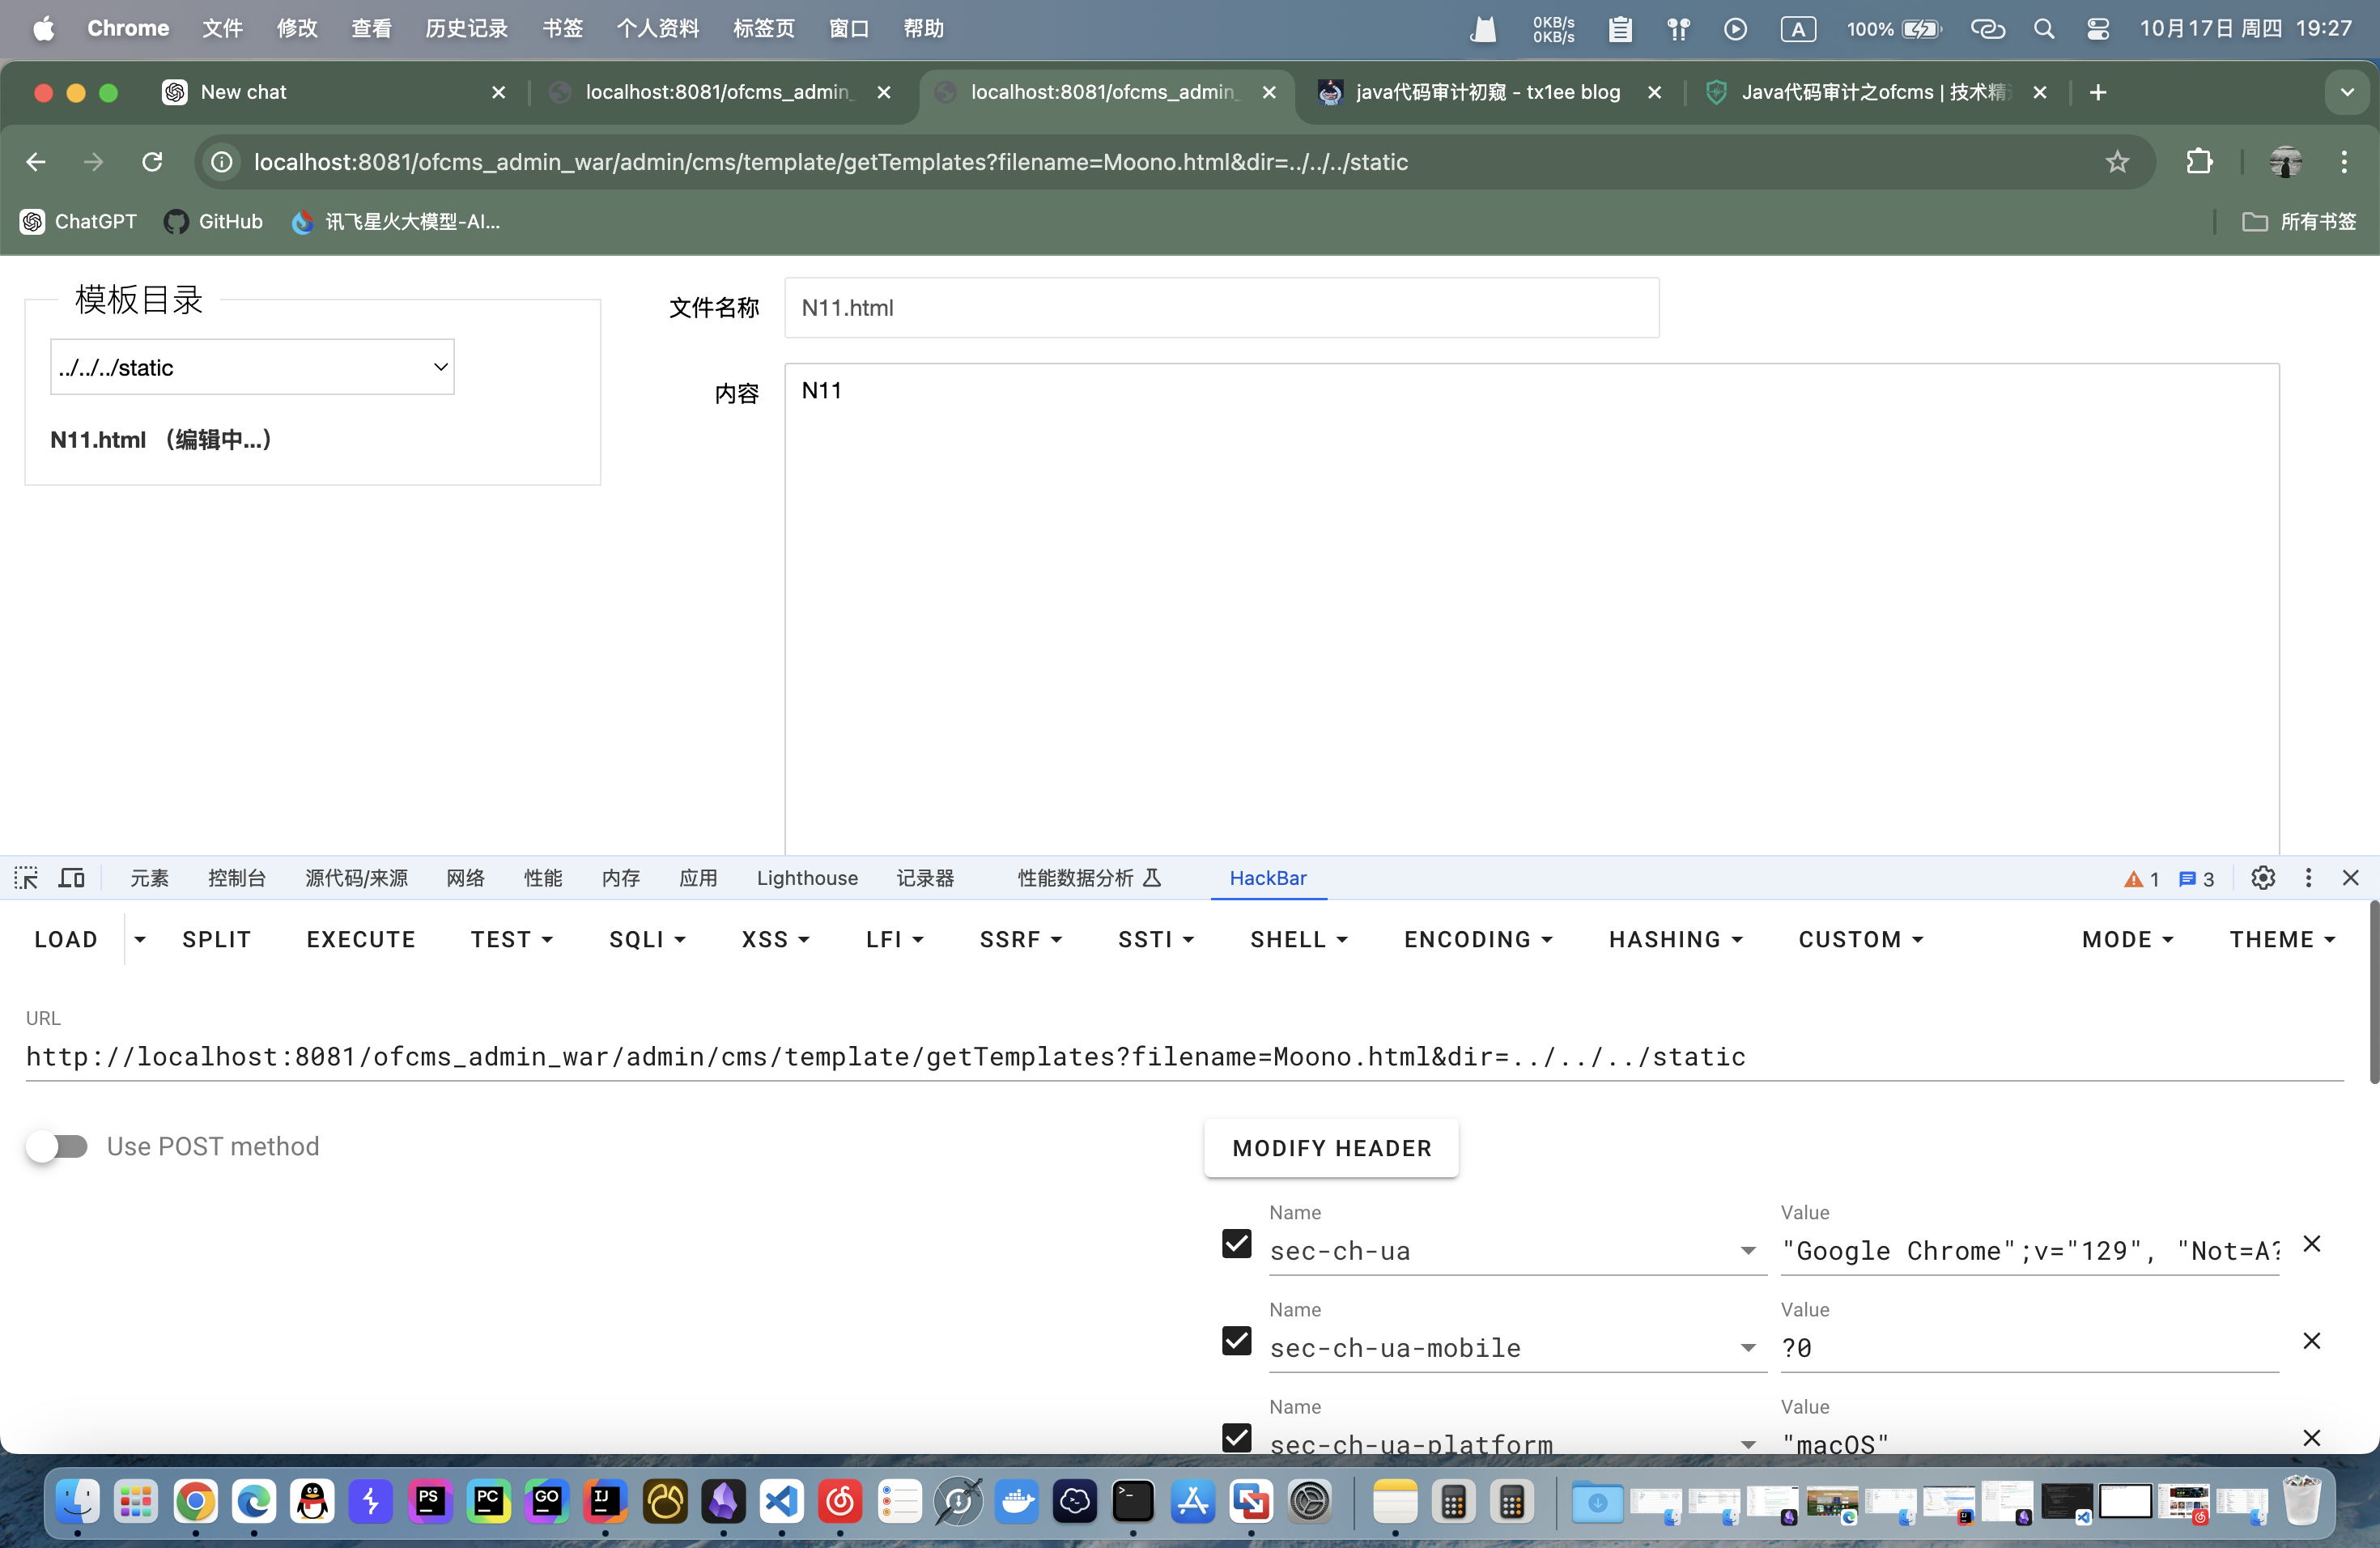 Chrome 文件 修改 查看 历史记录 书签 个人资料 标签页 窗口 帮助
0KB/s
0KB/s
A 100% 10月17日 周四 19:27
New chat
localhost:8081/ofcms_admin_
localhost:8081/ofcms_admin_
java代码审计初窥 - tx1ee blog
Java代码审计之ofcms | 技术精
localhost:8081/ofcms_admin_war/admin/cms/template/getTemplates?filename=Moono.html&dir=../../../static
ChatGPT GitHub 讯飞星火大模型-AI... 所有书签
模板目录
../../../static
N11.html （编辑中...）
文件名称 N11.html
内容 N11
元素 控制台 源代码/来源 网络 性能 内存 应用 Lighthouse 记录器 性能数据分析 HackBar 1 3
LOAD SPLIT EXECUTE TEST SQLI XSS LFI SSRF SSTI SHELL ENCODING HASHING CUSTOM MODE THEME
URL
http://localhost:8081/ofcms_admin_war/admin/cms/template/getTemplates?filename=Moono.html&dir=../../../static
Use POST method
MODIFY HEADER
Name Value
sec-ch-ua "Google Chrome";v="129", "Not=A?
Name Value
sec-ch-ua-mobile ?0
Name Value
sec-ch-ua-platform "macOS"
PS PC GO IJ